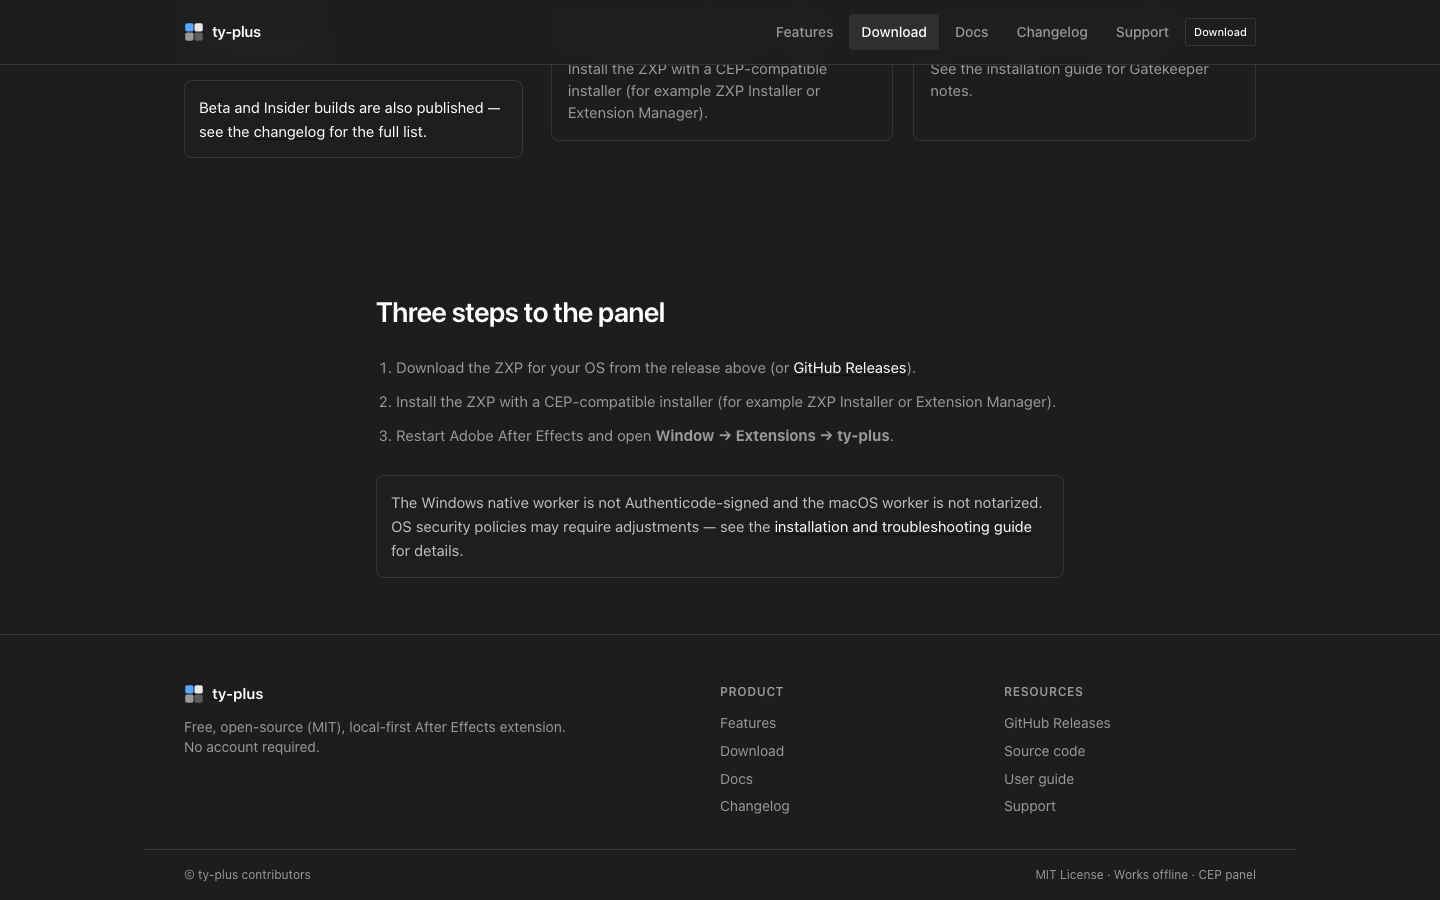 ty-plus
Features
Download
Docs
Changelog
Support
Download
Beta and Insider builds are also published —
see the changelog for the full list.
Install the ZXP with a CEP-compatible
installer (for example ZXP Installer or
Extension Manager).
See the installation guide for Gatekeeper
notes.
Three steps to the panel
1. Download the ZXP for your OS from the release above (or GitHub Releases).
2. Install the ZXP with a CEP-compatible installer (for example ZXP Installer or Extension Manager).
3. Restart Adobe After Effects and open Window → Extensions → ty-plus.
The Windows native worker is not Authenticode-signed and the macOS worker is not notarized.
OS security policies may require adjustments — see the installation and troubleshooting guide
for details.
ty-plus
Free, open-source (MIT), local-first After Effects extension.
No account required.
PRODUCT
Features
Download
Docs
Changelog
RESOURCES
GitHub Releases
Source code
User guide
Support
© ty-plus contributors
MIT License · Works offline · CEP panel